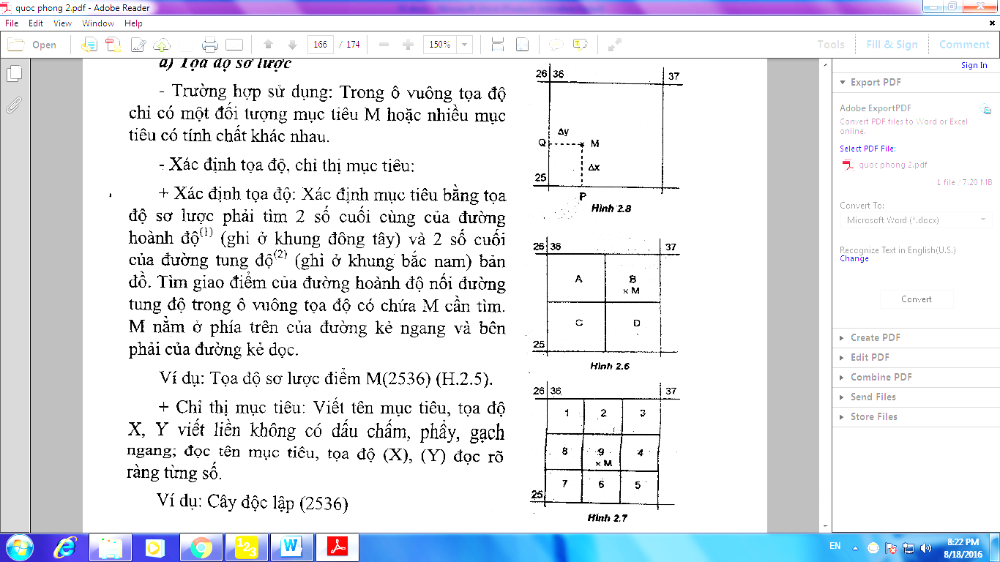 quoc phong 2.pdf - Adobe Reader
File Edit View Window Help
Open 166 / 174 150% Tools Fill & Sign Comment
a) Tọa độ sơ lược
- Trường hợp sử dụng: Trong ô vuông tọa độ
chỉ có một đối tượng mục tiêu M hoặc nhiều mục
tiêu có tính chất khác nhau.
- Xác định tọa độ, chỉ thị mục tiêu:
+ Xác định tọa độ: Xác định mục tiêu bằng tọa
độ sơ lược phải tìm 2 số cuối cùng của đường
hoành độ(1) (ghi ở khung đông tây) và 2 số cuối
của đường tung độ(2) (ghi ở khung bắc nam) bản
đồ. Tìm giao điểm của đường hoành độ nối đường
tung độ trong ô vuông tọa độ có chứa M cần tìm.
M nằm ở phía trên của đường kẻ ngang và bên
phải của đường kẻ dọc.
Ví dụ: Tọa độ sơ lược điểm M(2536) (H.2.5).
+ Chỉ thị mục tiêu: Viết tên mục tiêu, tọa độ
X, Y viết liền không có dấu chấm, phẩy, gạch
ngang; đọc tên mục tiêu, tọa độ (X), (Y) đọc rõ
ràng từng số.
Ví dụ: Cây độc lập (2536)
26 36 37
Δy
Q M
Δx
25
P
Hình 2.8
26 36 37
A B
× M
C D
25
Hình 2.6
26 36 37
1 2 3
8 9 4
× M
7 6 5
25
Hình 2.7
Sign In
Export PDF
Adobe ExportPDF
Convert PDF files to Word or Excel
online.
Select PDF File:
quoc phong 2.pdf
1 file / 7.20 MB
Convert To:
Microsoft Word (*.docx)
Recognize Text in English(U.S.)
Change
Convert
Create PDF
Edit PDF
Combine PDF
Send Files
Store Files
123
W
EN
8:22 PM
8/18/2016